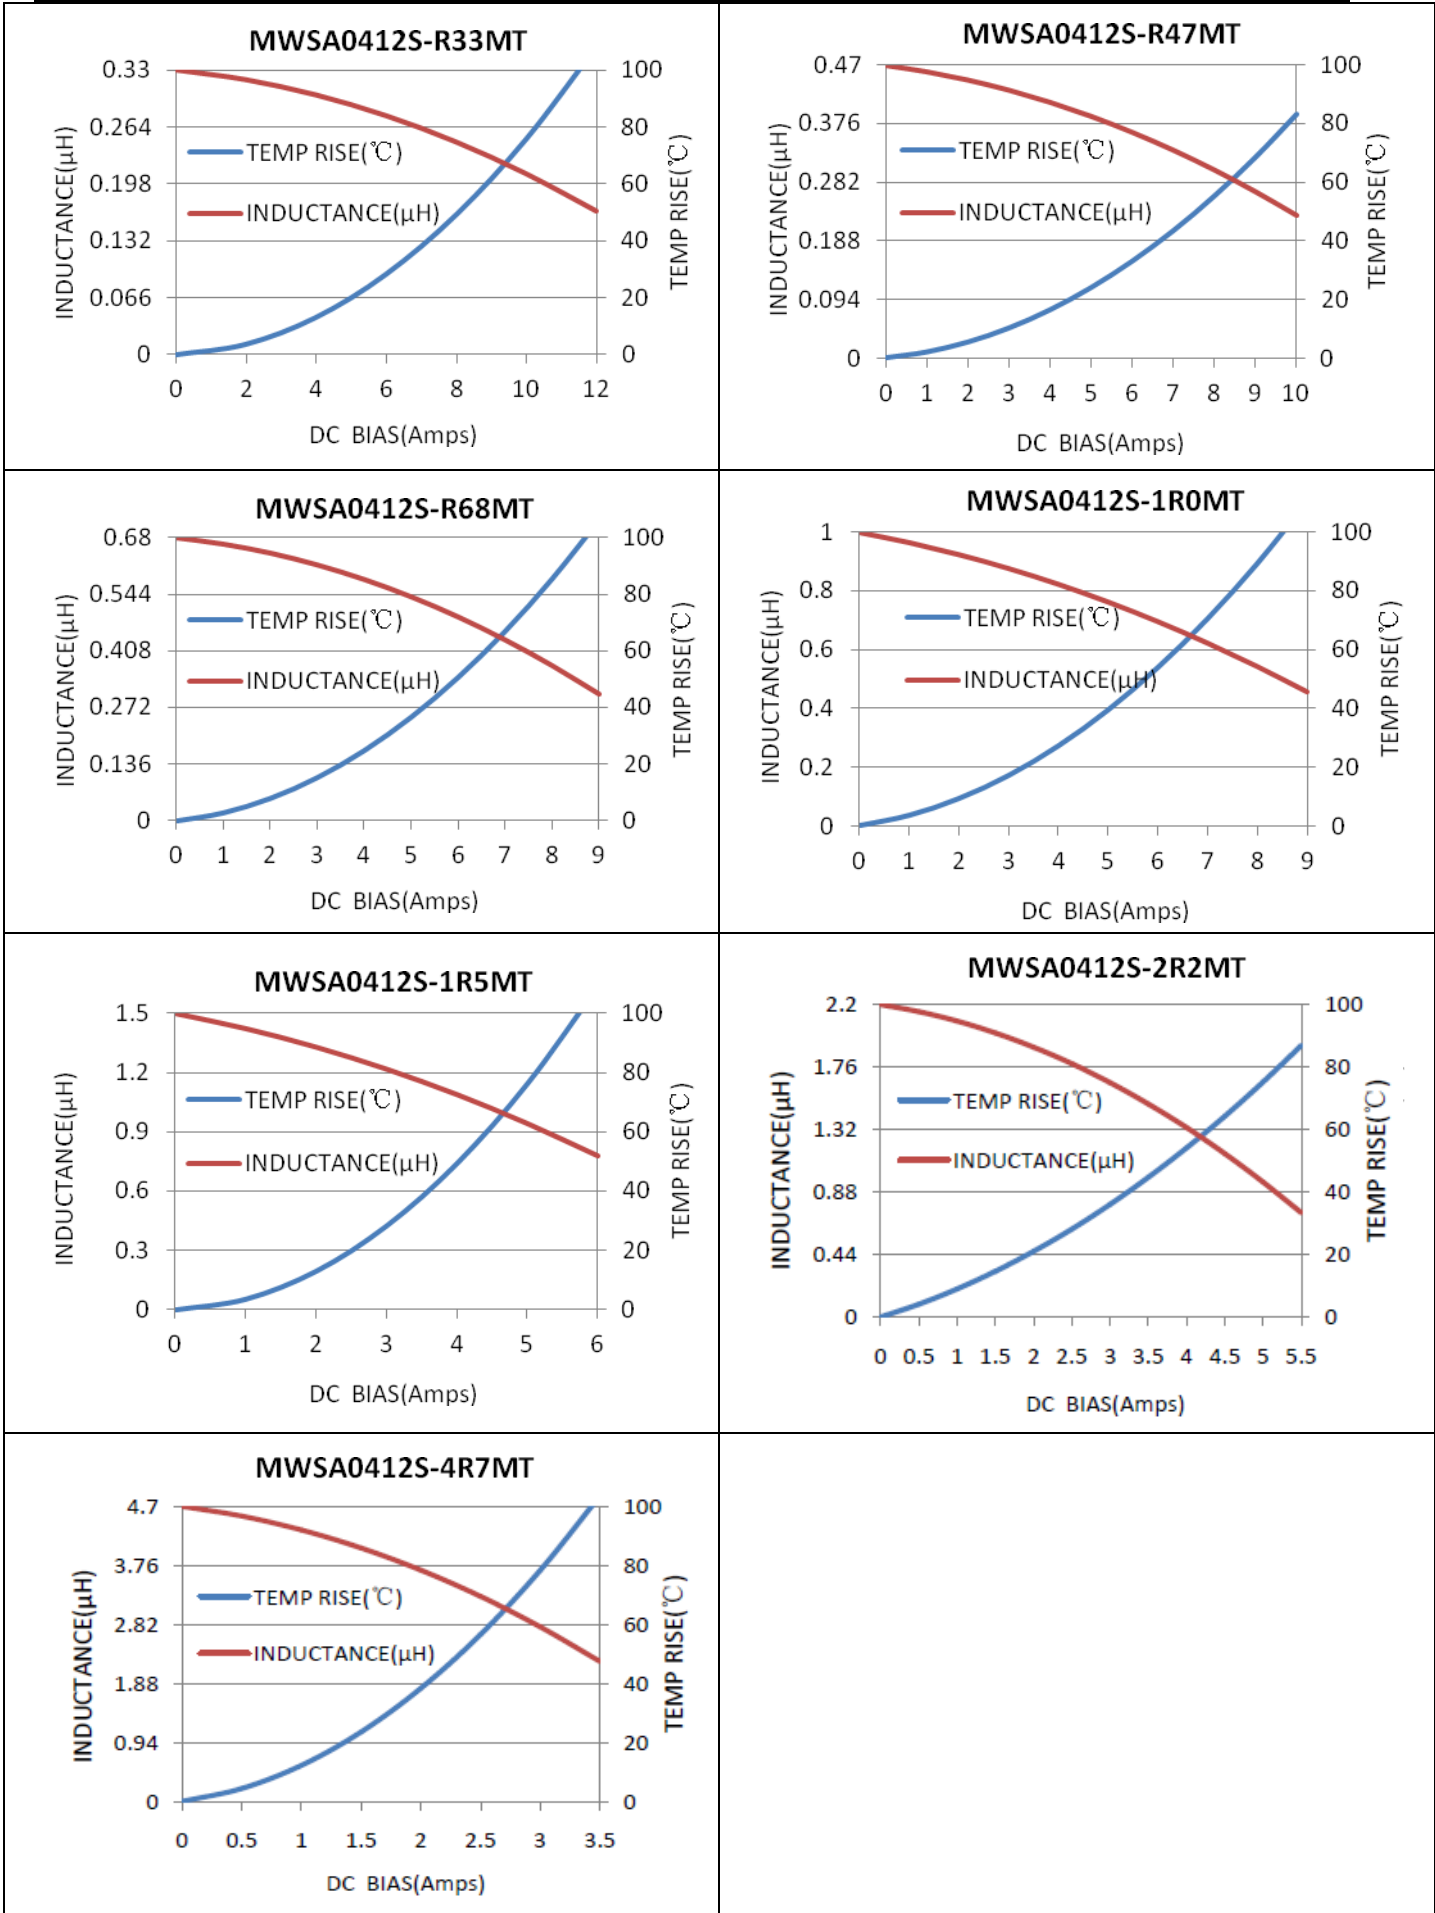 MWSA0412S-R33MT
0.33
0.264
0.198
0.132
0.066
0
100
80
60
40
20
0
TEMP RISE(℃)
INDUCTANCE(μH)
INDUCTANCE(μH)
TEMP RISE(℃)
0 2 4 6 8 10 12
DC BIAS(Amps)
MWSA0412S-R47MT
0.47
0.376
0.282
0.188
0.094
0
100
80
60
40
20
0
TEMP RISE(℃)
INDUCTANCE(μH)
INDUCTANCE(μH)
TEMP RISE(℃)
0 1 2 3 4 5 6 7 8 9 10
DC BIAS(Amps)
MWSA0412S-R68MT
0.68
0.544
0.408
0.272
0.136
0
100
80
60
40
20
0
TEMP RISE(℃)
INDUCTANCE(μH)
INDUCTANCE(μH)
TEMP RISE(℃)
0 1 2 3 4 5 6 7 8 9
DC BIAS(Amps)
MWSA0412S-1R0MT
1
0.8
0.6
0.4
0.2
0
100
80
60
40
20
0
TEMP RISE(℃)
INDUCTANCE(μH)
INDUCTANCE(μH)
TEMP RISE(℃)
0 1 2 3 4 5 6 7 8 9
DC BIAS(Amps)
MWSA0412S-1R5MT
1.5
1.2
0.9
0.6
0.3
0
100
80
60
40
20
0
TEMP RISE(℃)
INDUCTANCE(μH)
INDUCTANCE(μH)
TEMP RISE(℃)
0 1 2 3 4 5 6
DC BIAS(Amps)
MWSA0412S-2R2MT
2.2
1.76
1.32
0.88
0.44
0
100
80
60
40
20
0
TEMP RISE(℃)
INDUCTANCE(μH)
INDUCTANCE(μH)
TEMP RISE(℃)
0 0.5 1 1.5 2 2.5 3 3.5 4 4.5 5 5.5
DC BIAS(Amps)
MWSA0412S-4R7MT
4.7
3.76
2.82
1.88
0.94
0
100
80
60
40
20
0
TEMP RISE(℃)
INDUCTANCE(μH)
INDUCTANCE(μH)
TEMP RISE(℃)
0 0.5 1 1.5 2 2.5 3 3.5
DC BIAS(Amps)